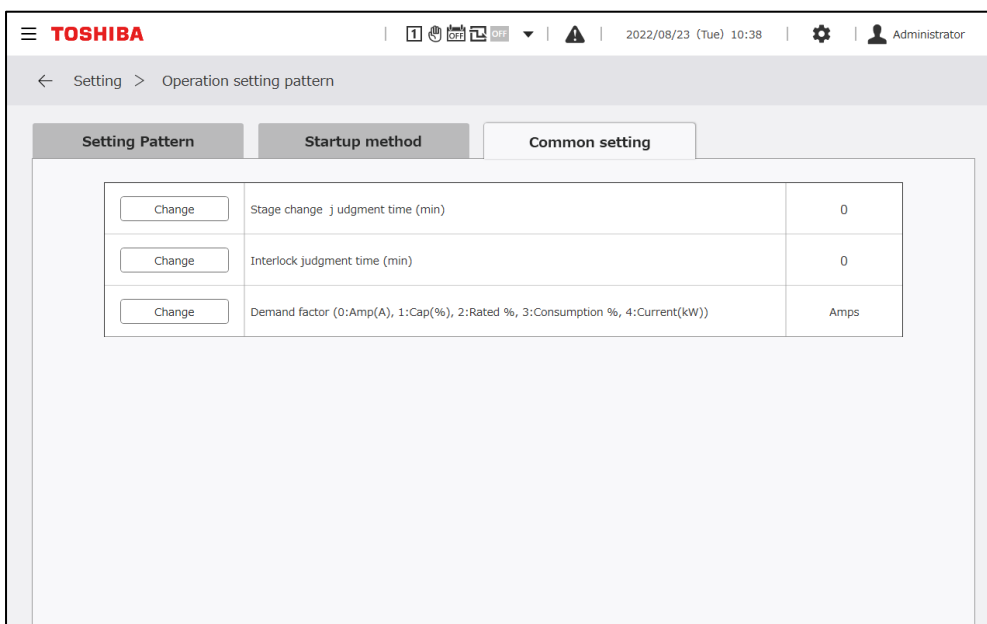 TOSHIBA | 1 OFF OFF | | 2022/08/23 (Tue) 10:38 | | Administrator
← Setting > Operation setting pattern
Setting Pattern Startup method Common setting
Change Stage change j udgment time (min) 0
Change Interlock judgment time (min) 0
Change Demand factor (0:Amp(A), 1:Cap(%), 2:Rated %, 3:Consumption %, 4:Current(kW)) Amps